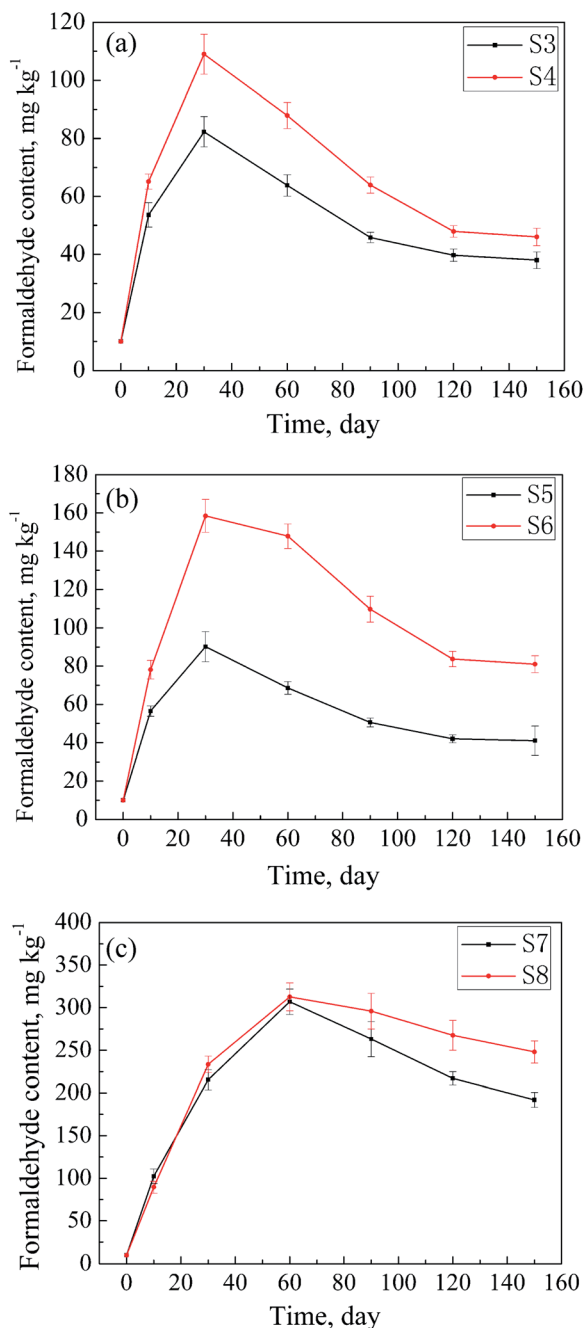 (a)
S3
S4
Formaldehyde content, mg kg⁻¹
120
100
80
60
40
20
0
0 20 40 60 80 100 120 140 160
Time, day
(b)
S5
S6
Formaldehyde content, mg kg⁻¹
180
160
140
120
100
80
60
40
20
0
0 20 40 60 80 100 120 140 160
Time, day
(c)
S7
S8
Formaldehyde content, mg kg⁻¹
400
350
300
250
200
150
100
50
0
0 20 40 60 80 100 120 140 160
Time, day